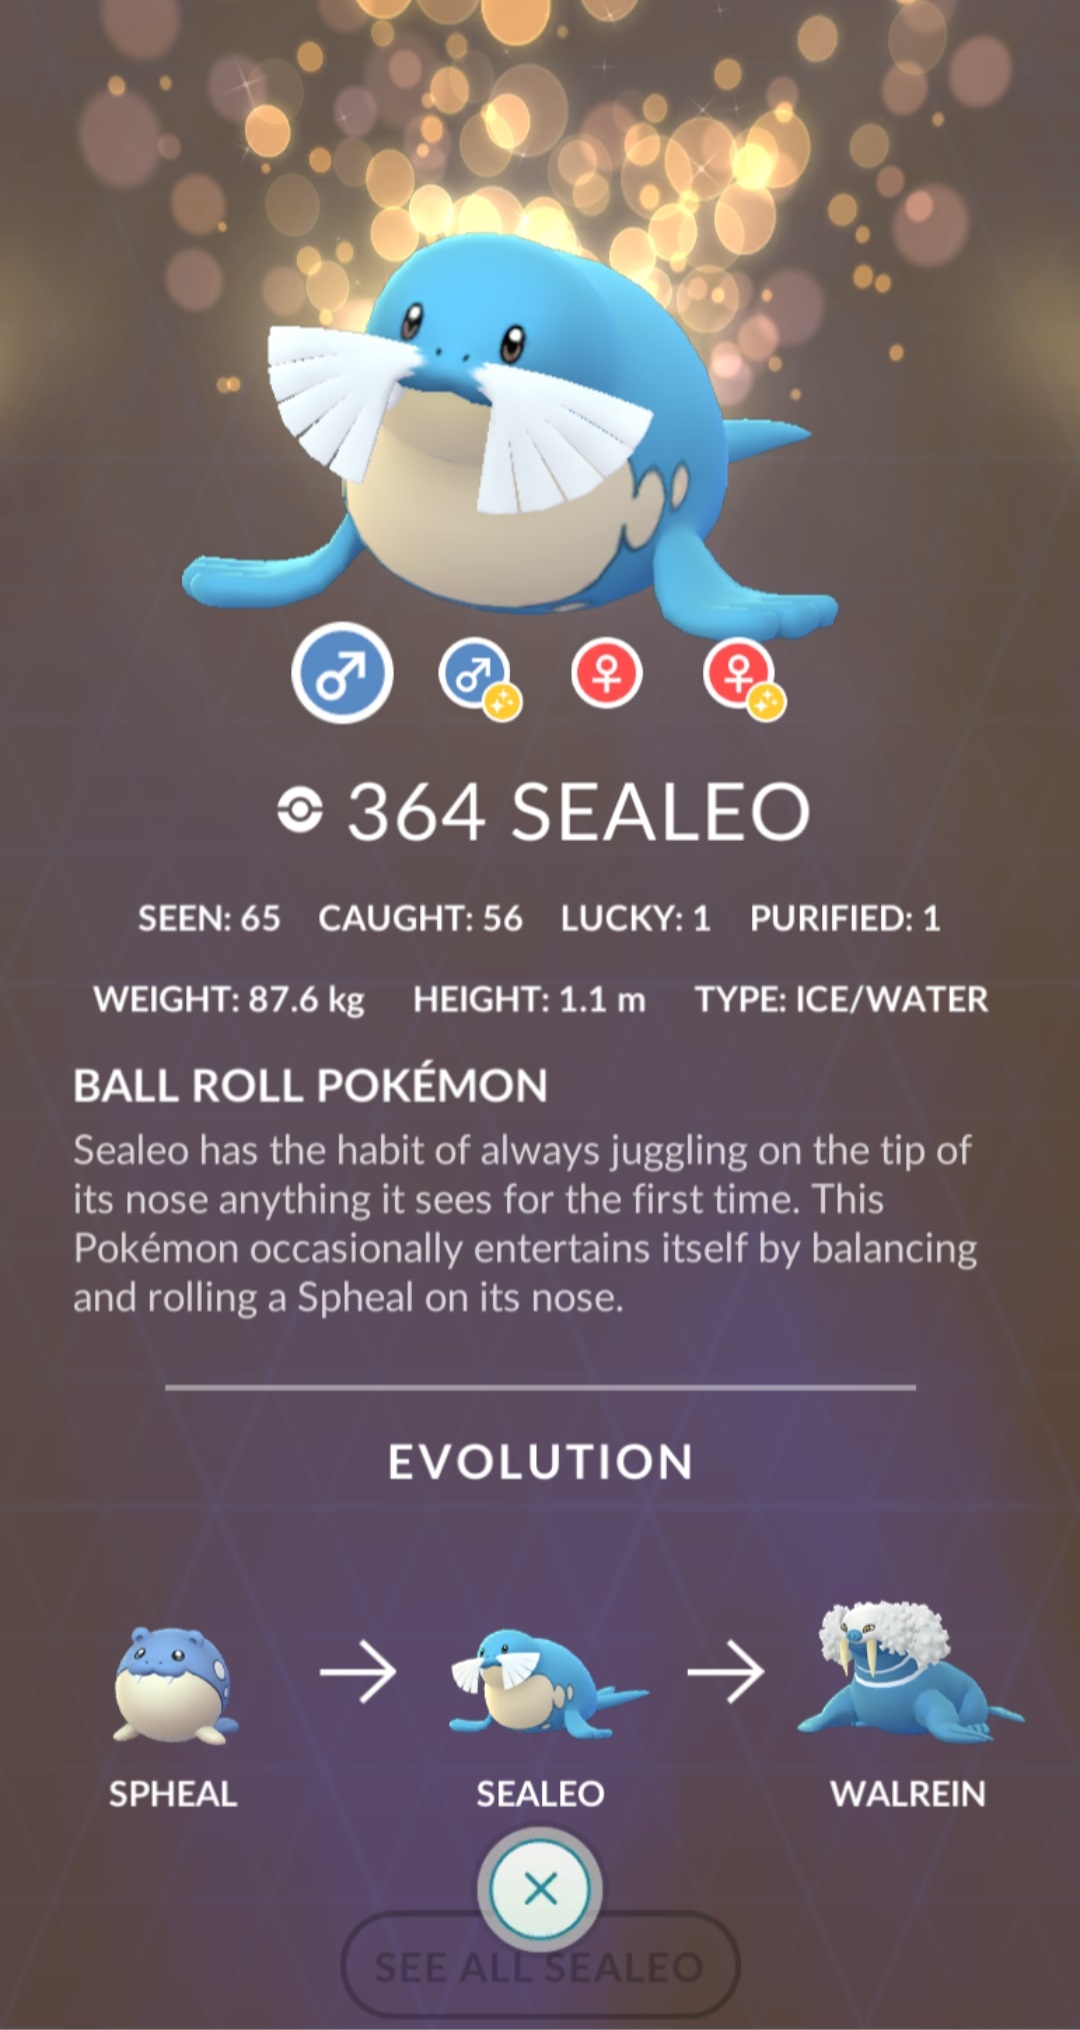 364 SEALEO
SEEN: 65 CAUGHT: 56 LUCKY: 1 PURIFIED: 1
WEIGHT: 87.6 kg HEIGHT: 1.1 m TYPE: ICE/WATER
BALL ROLL POKÉMON
Sealeo has the habit of always juggling on the tip of
its nose anything it sees for the first time. This
Pokémon occasionally entertains itself by balancing
and rolling a Spheal on its nose.
EVOLUTION
SPHEAL SEALEO WALREIN
SEE ALL SEALEO